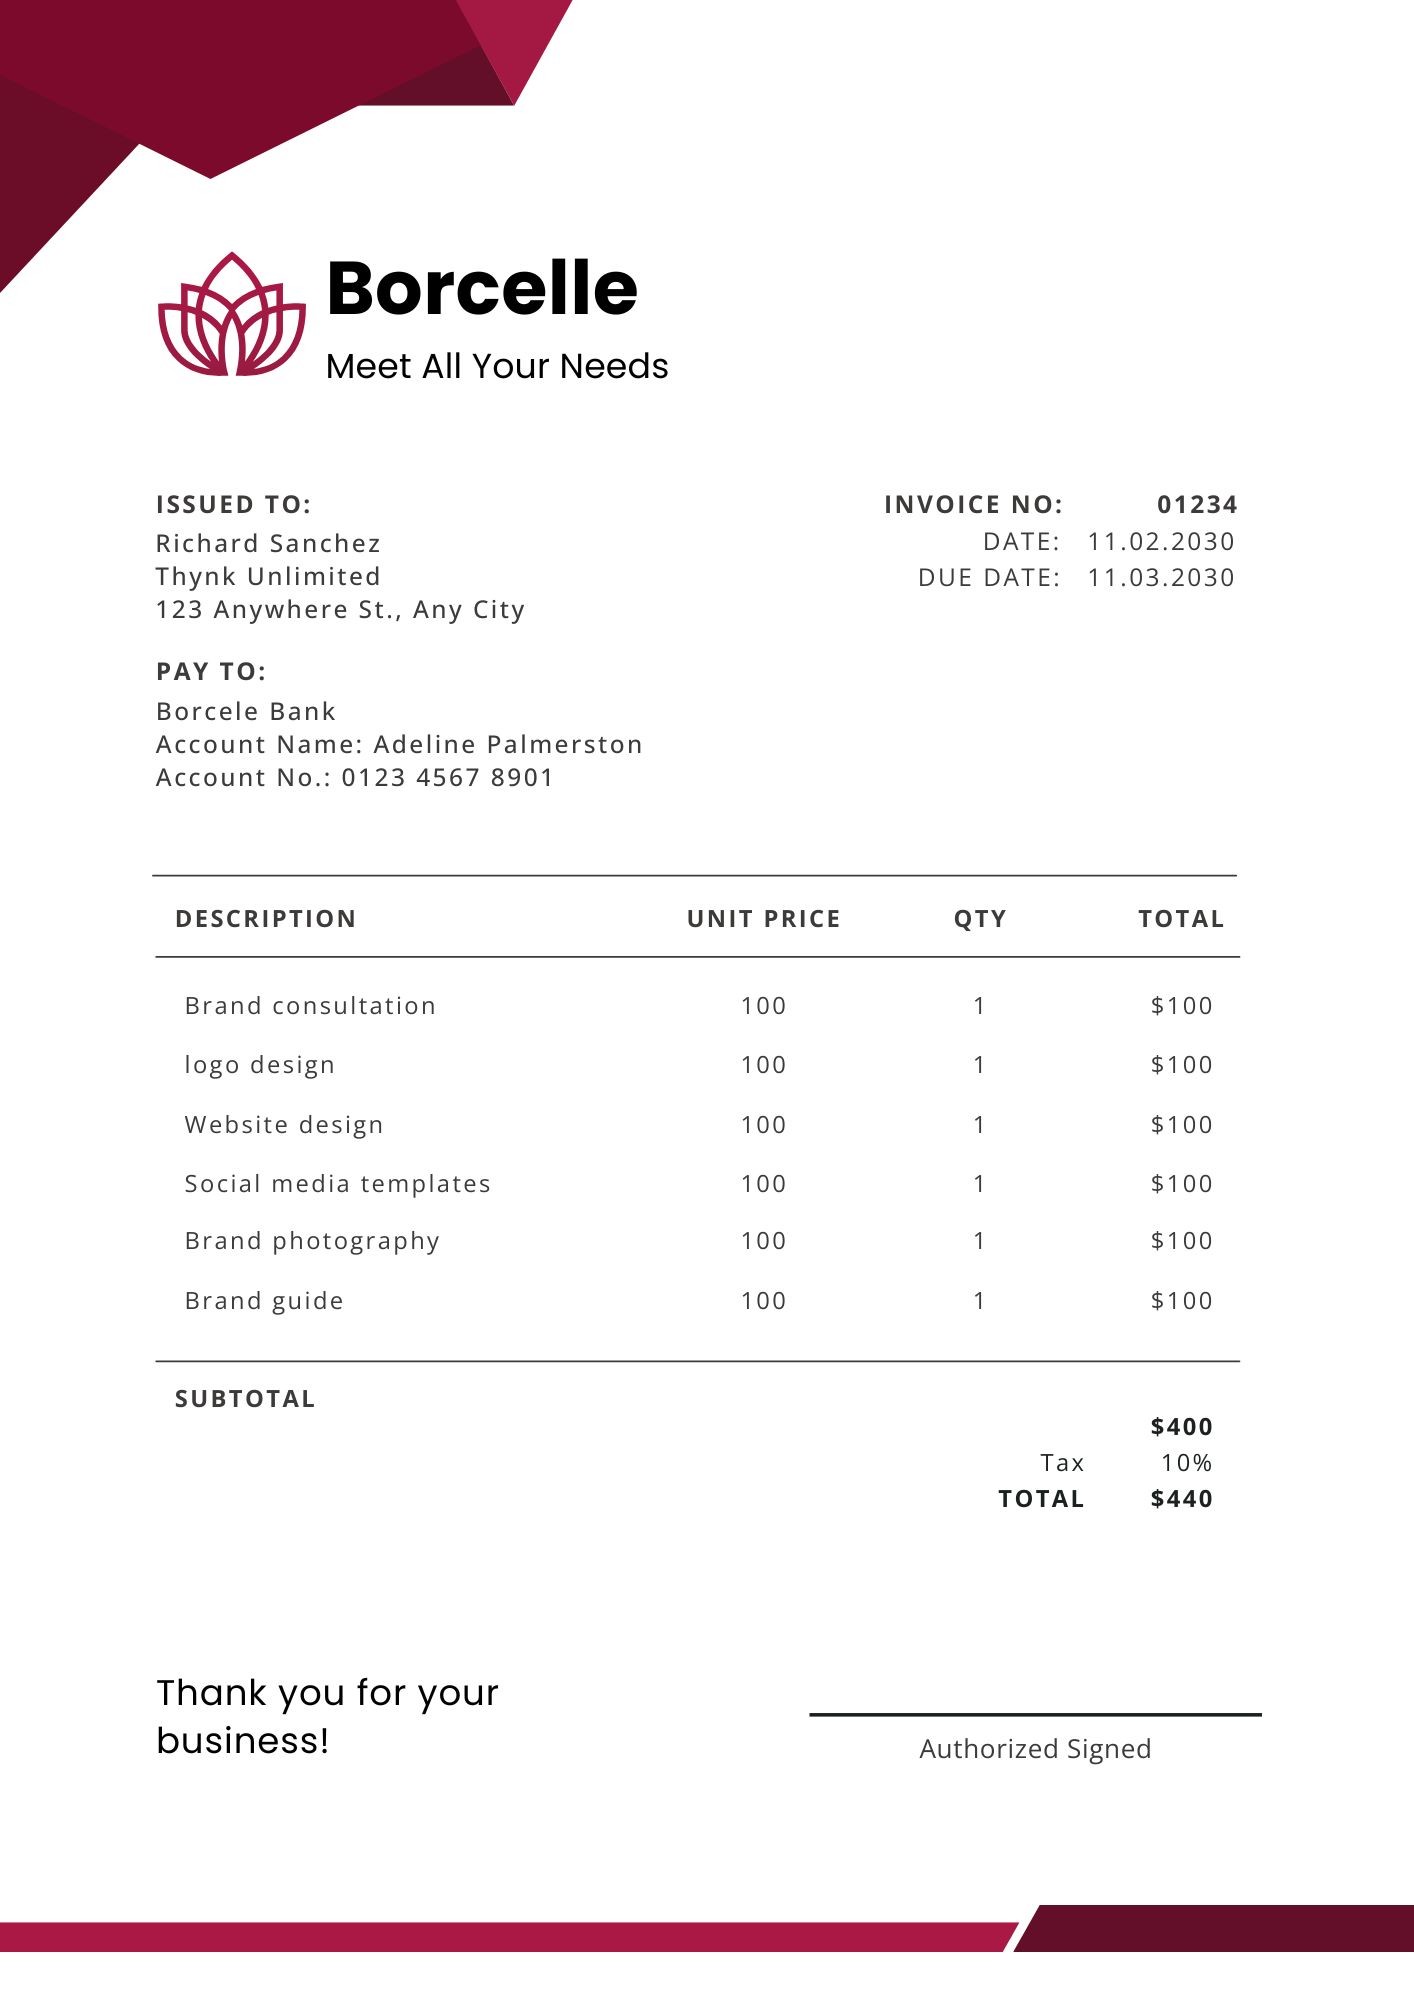 Borcelle
Meet All Your Needs
ISSUED TO:
Richard Sanchez
Thynk Unlimited
123 Anywhere St., Any City
INVOICE NO: 01234
DATE: 11.02.2030
DUE DATE: 11.03.2030
PAY TO:
Borcele Bank
Account Name: Adeline Palmerston
Account No.: 0123 4567 8901
DESCRIPTION UNIT PRICE QTY TOTAL
Brand consultation 100 1 $100
logo design 100 1 $100
Website design 100 1 $100
Social media templates 100 1 $100
Brand photography 100 1 $100
Brand guide 100 1 $100
SUBTOTAL
$400
Tax 10%
TOTAL $440
Thank you for your
business!
Authorized Signed